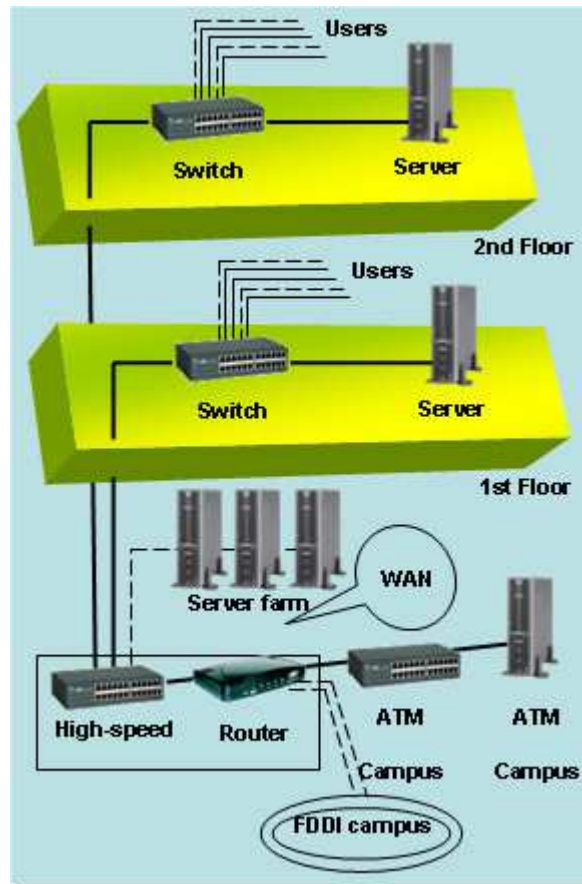 Users
Switch
Server
2nd Floor
Users
Switch
Server
1st Floor
Server farm
WAN
High-speed
Router
ATM
Campus
ATM
Campus
FDDI campus